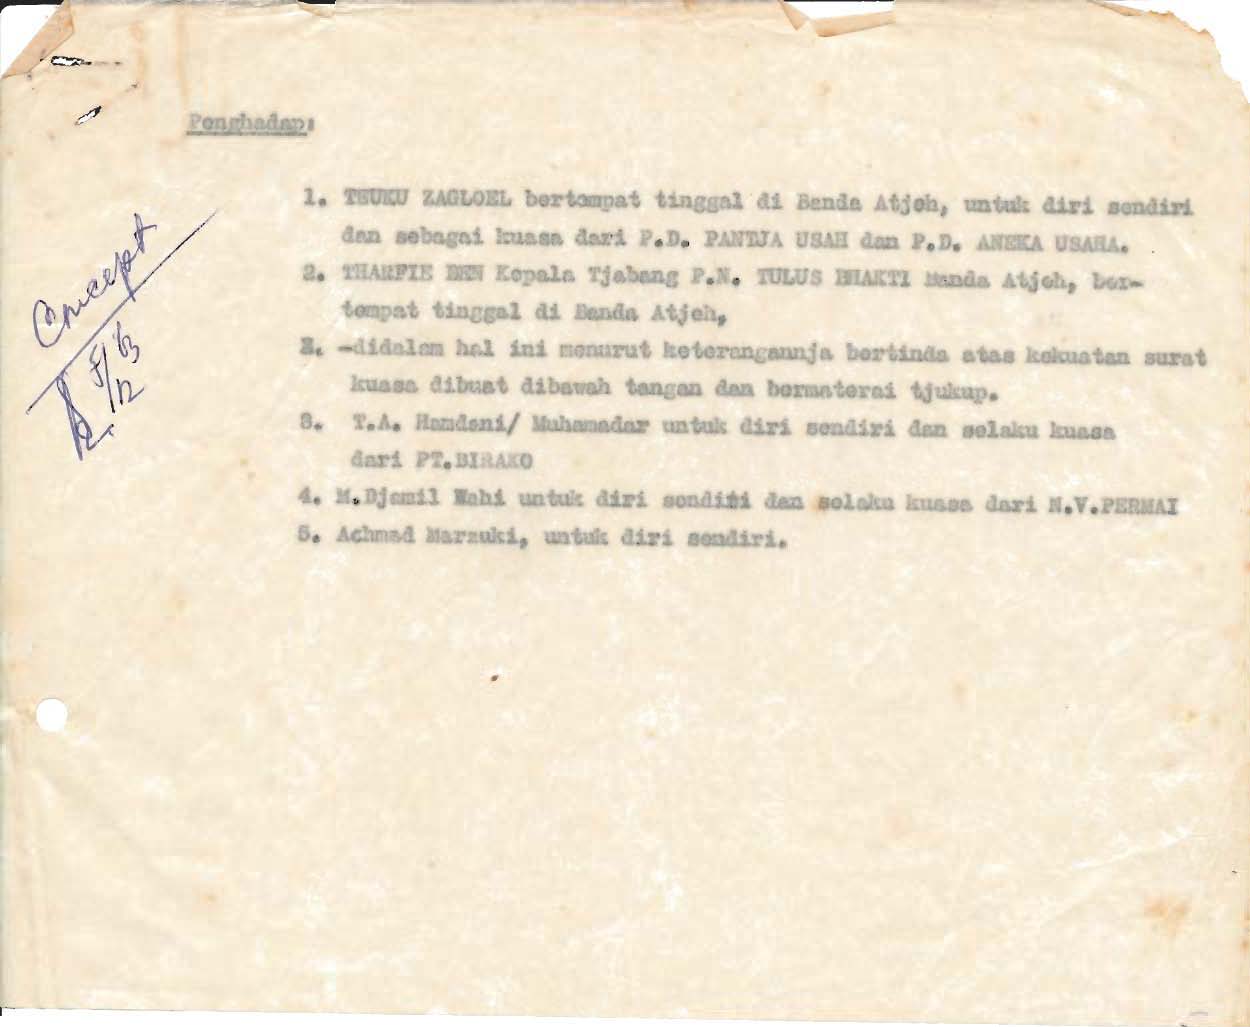 Penghadap:
1. TEUKU ZAGLOEL bertempat tinggal di Banda Atjeh, untuk diri sendiri
dan sebagai kuasa dari P.D. PANTJA USAH dan P.D. ANEKA USAHA.
2. THARFIE BEN Kepala Tjabang P.N. TULUS BHAKTI Banda Atjeh, ber-
tempat tinggal di Banda Atjeh,
-didalam hal ini menurut keterangannja bertinda atas kekuatan surat
kuasa dibuat dibawah tangan dan bermaterai tjukup.
3. T.A. Hamdani/ Muhamadar untuk diri sendiri dan selaku kuasa
dari PT.BIRAKO
4. M.Djamil Wahi untuk diri sendiri dan selaku kuasa dari N.V.PERMAI
5. Achmad Marzuki, untuk diri sendiri.
Concept
5/12 '63